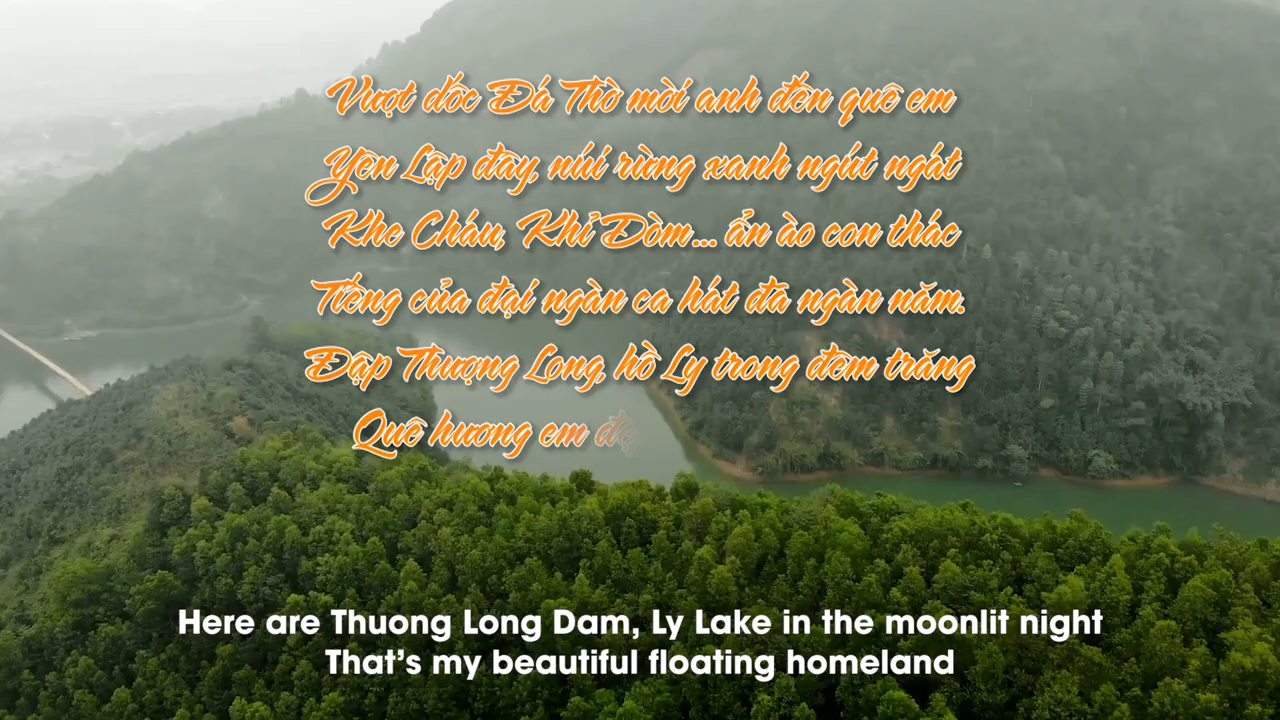 Vượt dốc Đá Thờ mời anh đến quê em
Yên Lập đây, núi rừng xanh ngút ngát
Khe Cháu, Khỉ Dòm... ẩn ào con thác
Tiếng của đại ngàn ca hát đã ngàn năm.
Đập Thượng Long, hồ Ly trong đêm trăng
Quê hương em
Here are Thuong Long Dam, Ly Lake in the moonlit night
That's my beautiful floating homeland